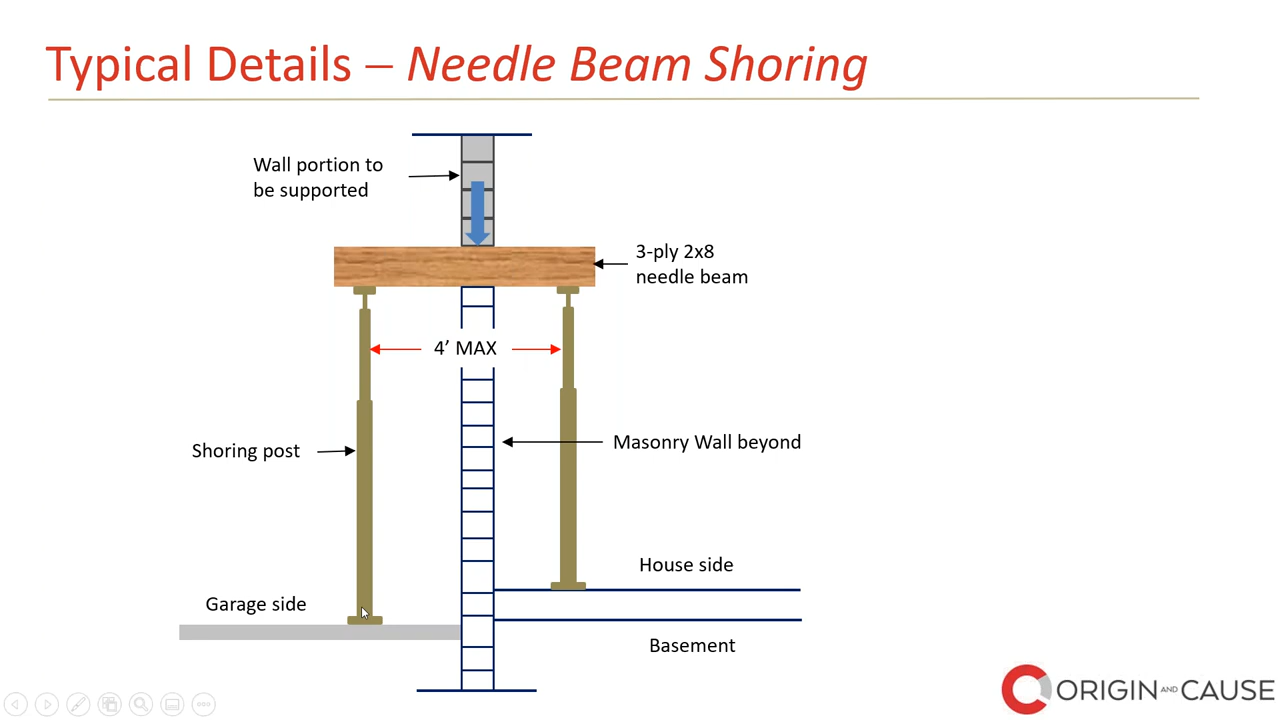 Typical Details – Needle Beam Shoring
Wall portion to
be supported
3-ply 2x8
needle beam
4’ MAX
Shoring post
Masonry Wall beyond
House side
Garage side
Basement
ORIGIN AND CAUSE